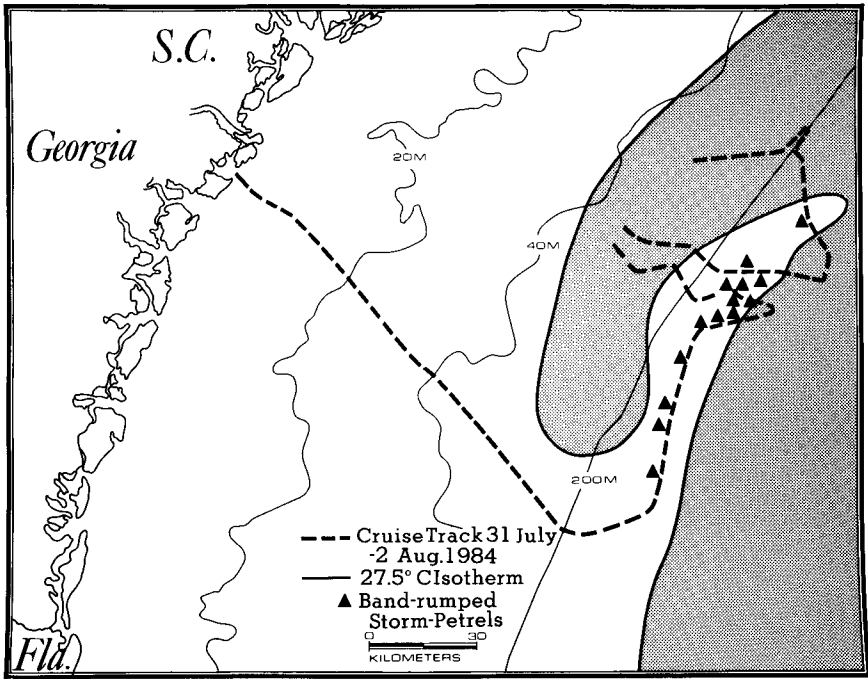 S.C.
Georgia
20M
40M
200M
Cruise Track 31 July
-2 Aug. 1984
27.5° C Isotherm
Band-rumped
Storm-Petrels
0 30
KILOMETERS
Fla.